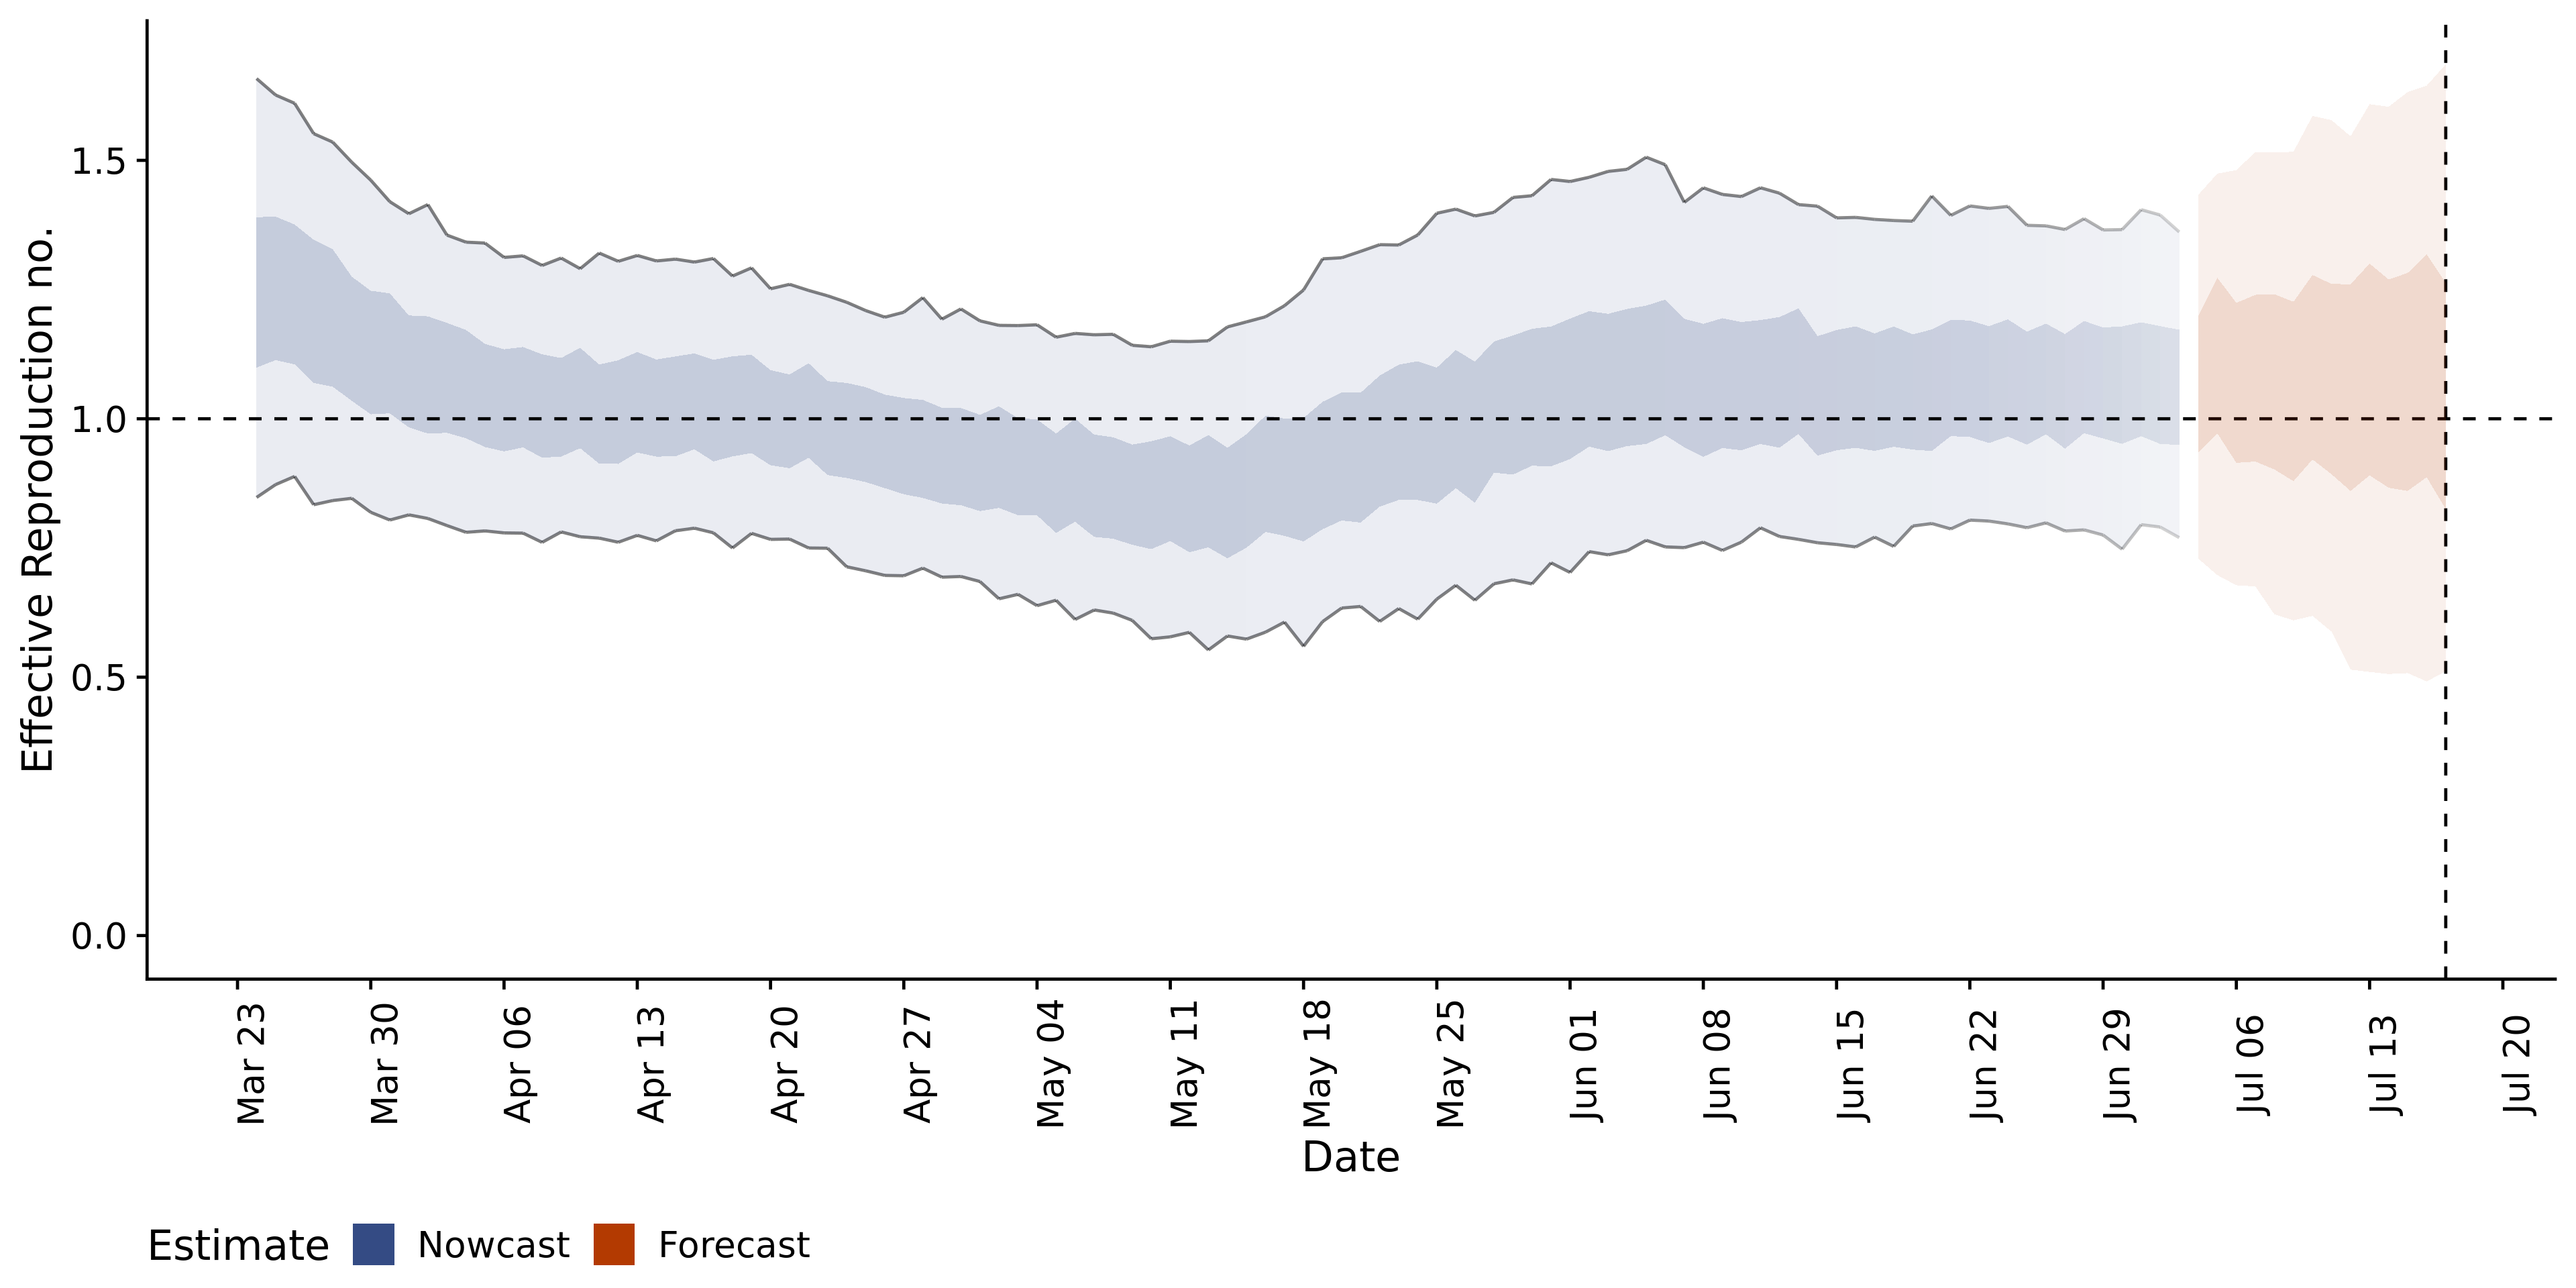 Effective Reproduction no.
1.5
1.0
0.5
0.0
Mar 23
Mar 30
Apr 06
Apr 13
Apr 20
Apr 27
May 04
May 11
May 18
May 25
Jun 01
Jun 08
Jun 15
Jun 22
Jun 29
Jul 06
Jul 13
Jul 20
Date
Estimate Nowcast Forecast